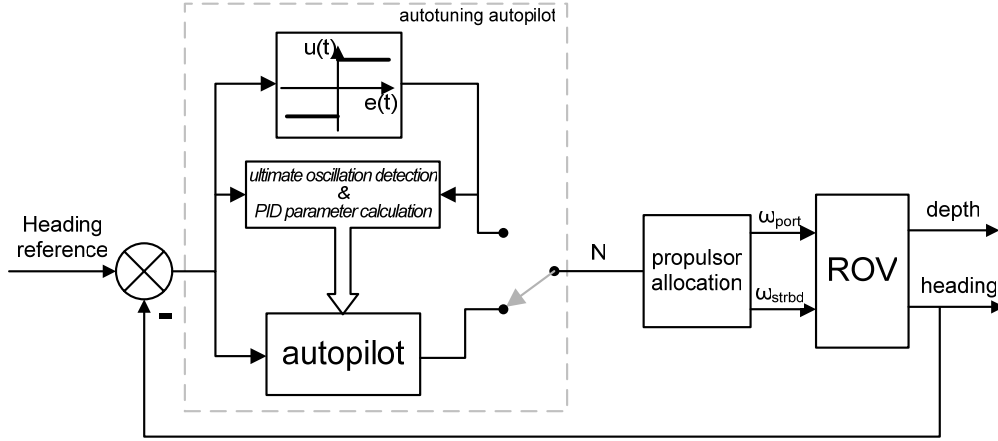 autotuning autopilot
u(t)
e(t)
ultimate oscillation detection
&
PID parameter calculation
Heading
reference
-
autopilot
N
propulsor
allocation
ωport
ωstrbd
ROV
depth
heading